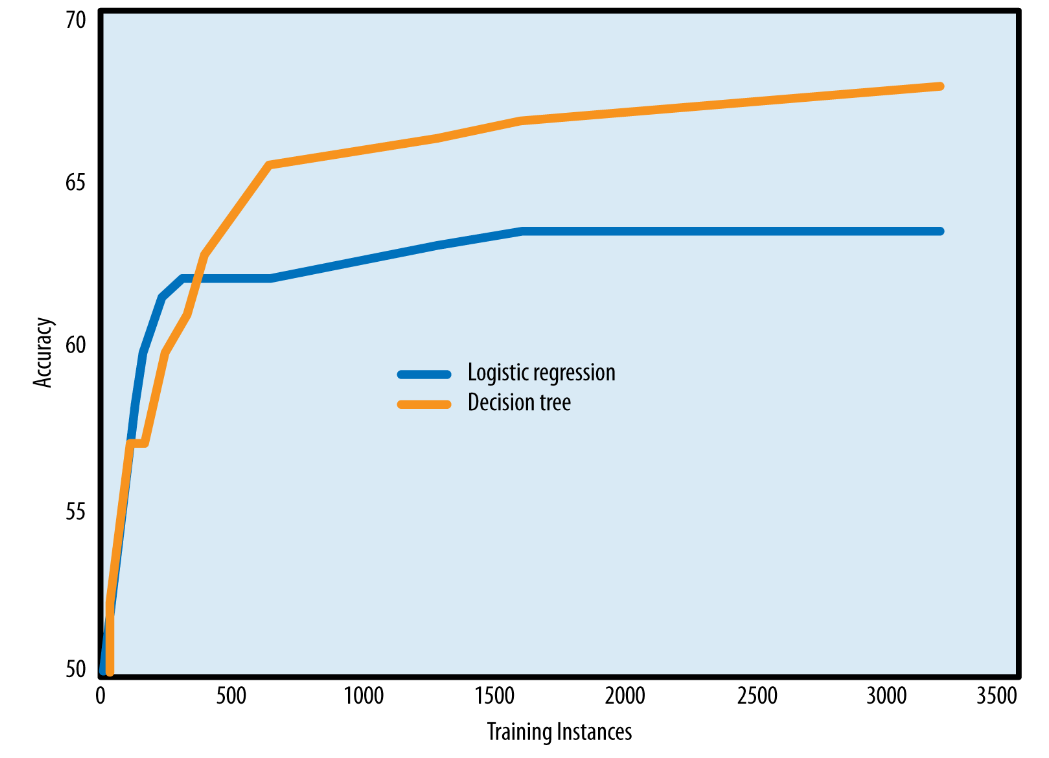 70
65
60
55
50
Accuracy
Logistic regression
Decision tree
0 500 1000 1500 2000 2500 3000 3500
Training Instances